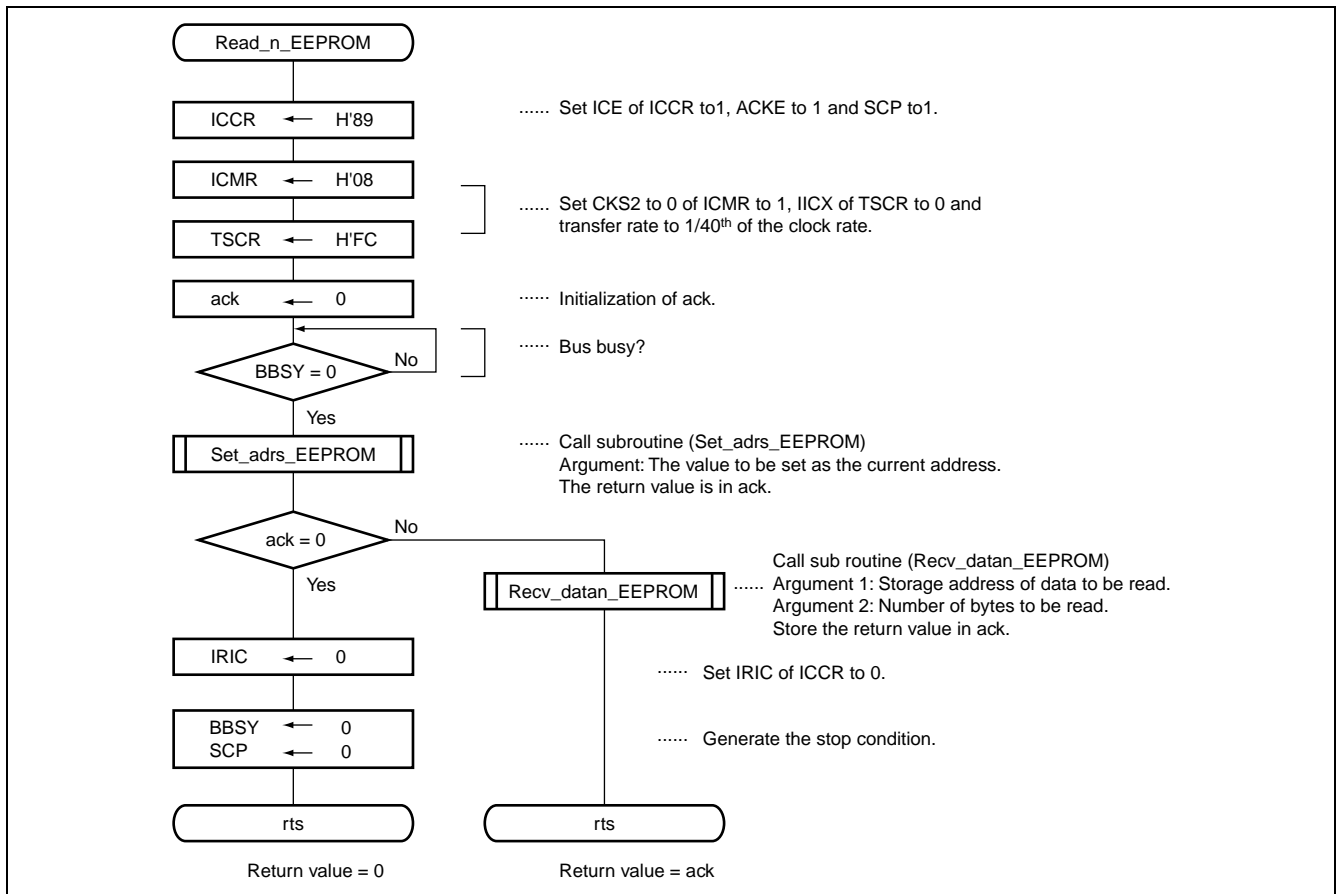 Read_n_EEPROM
ICCR ← H'89
...... Set ICE of ICCR to1, ACKE to 1 and SCP to1.
ICMR ← H'08
...... Set CKS2 to 0 of ICMR to 1, IICX of TSCR to 0 and
transfer rate to 1/40th of the clock rate.
TSCR ← H'FC
ack ← 0
...... Initialization of ack.
...... Bus busy?
BBSY = 0
No
Yes
Set_adrs_EEPROM
...... Call subroutine (Set_adrs_EEPROM)
Argument: The value to be set as the current address.
The return value is in ack.
ack = 0
No
Yes
Recv_datan_EEPROM
Call sub routine (Recv_datan_EEPROM)
...... Argument 1: Storage address of data to be read.
Argument 2: Number of bytes to be read.
Store the return value in ack.
IRIC ← 0
...... Set IRIC of ICCR to 0.
BBSY ← 0
SCP ← 0
...... Generate the stop condition.
rts
rts
Return value = 0
Return value = ack